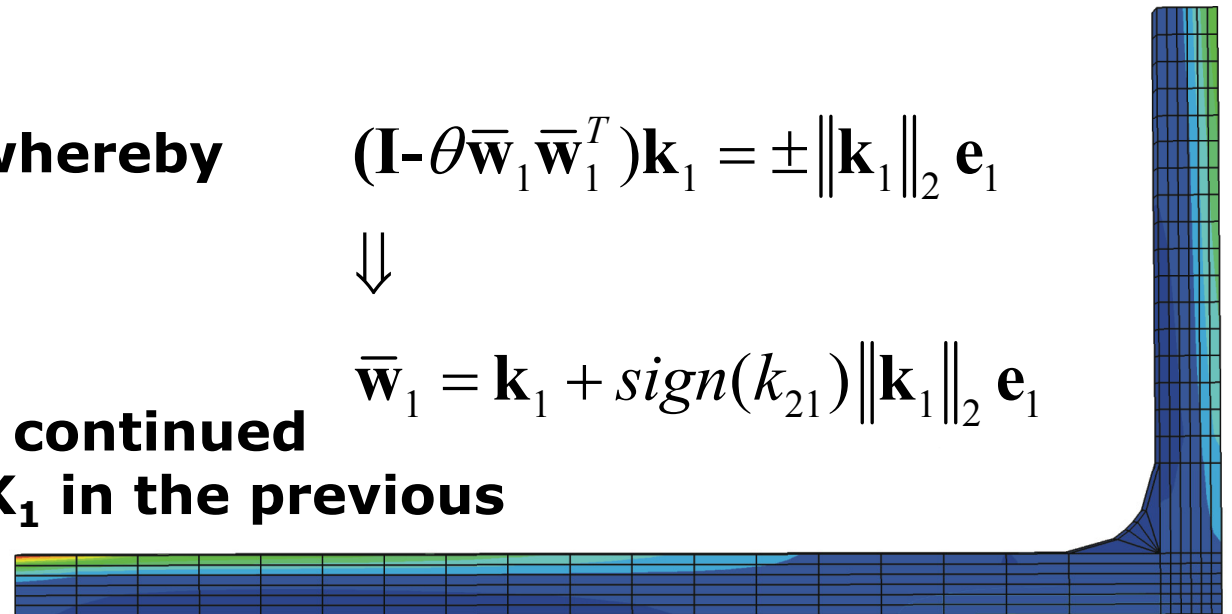 whereby (I-θw̅₁w̅₁ᵀ)k₁ = ±‖k₁‖₂ e₁
⇓
w̅₁ = k₁ + sign(k₂₁)‖k₁‖₂ e₁
continued
K₁ in the previous